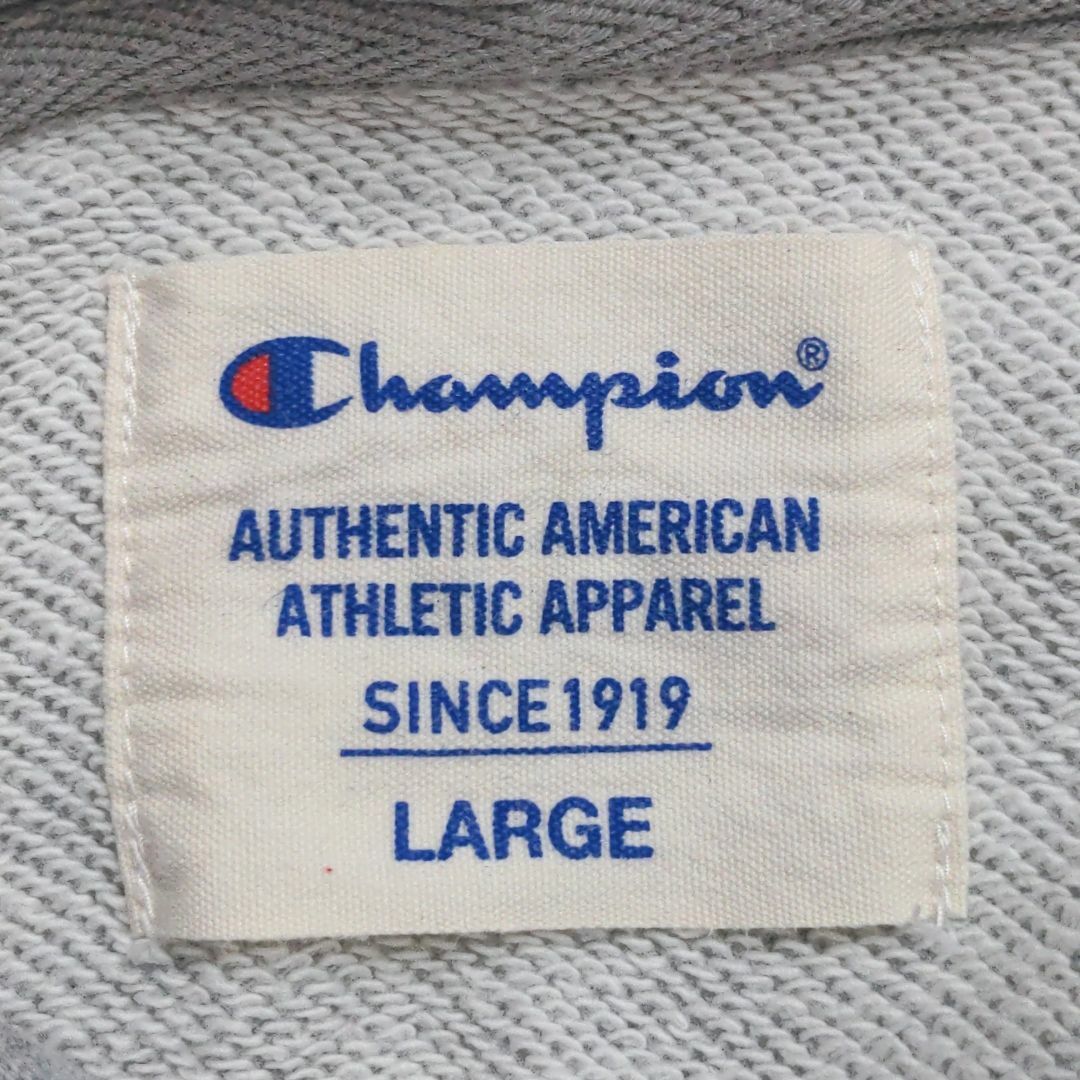 Champion®
AUTHENTIC AMERICAN
ATHLETIC APPAREL
SINCE 1919
LARGE